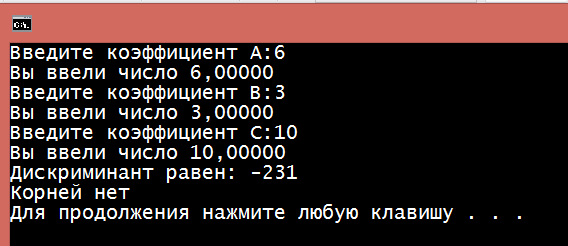 C:\.
Введите коэффициент А:6
Вы ввели число 6,00000
Введите коэффициент В:3
Вы ввели число 3,00000
Введите коэффициент С:10
Вы ввели число 10,00000
Дискриминант равен: -231
Корней нет
Для продолжения нажмите любую клавишу . . .